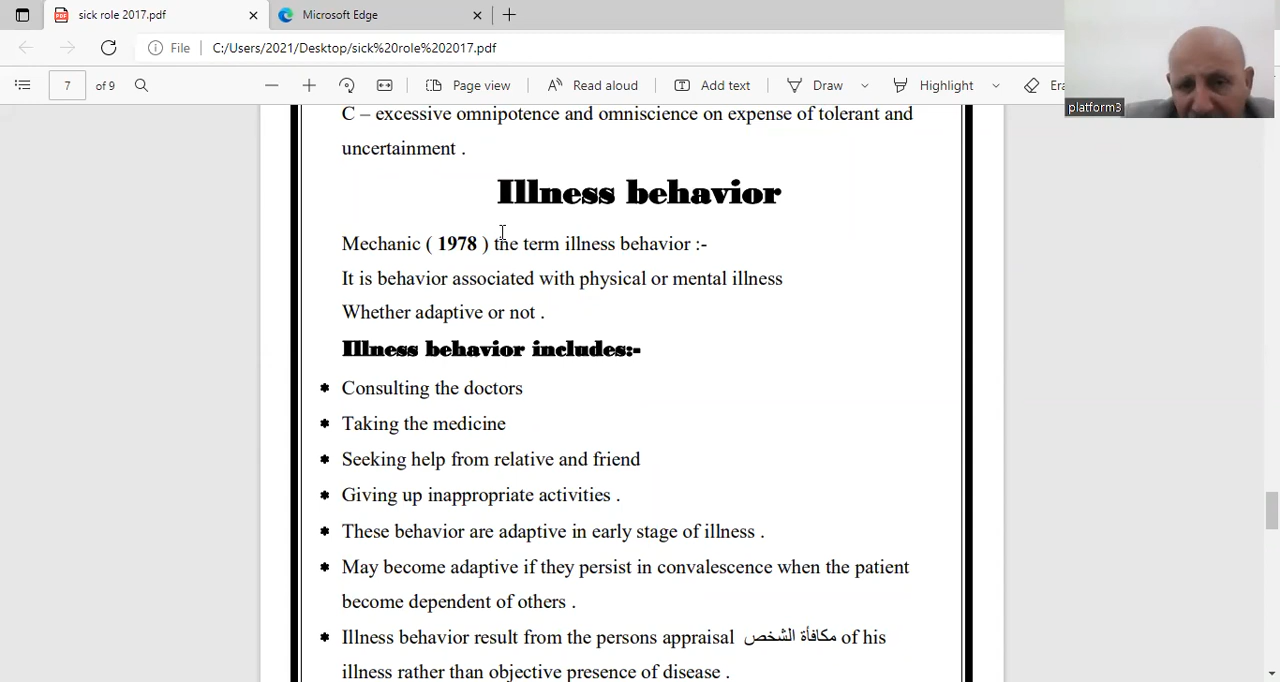 sick role 2017.pdf
Microsoft Edge
File C:/Users/2021/Desktop/sick%20role%202017.pdf
7 of 9 Page view Read aloud Add text Draw Highlight Era
platform3
C – excessive omnipotence and omniscience on expense of tolerant and
uncertainment .
Illness behavior
Mechanic ( 1978 ) the term illness behavior :-
It is behavior associated with physical or mental illness
Whether adaptive or not .
Illness behavior includes:-
* Consulting the doctors
* Taking the medicine
* Seeking help from relative and friend
* Giving up inappropriate activities .
* These behavior are adaptive in early stage of illness .
* May become adaptive if they persist in convalescence when the patient
become dependent of others .
* Illness behavior result from the persons appraisal مكافأة الشخص of his
illness rather than objective presence of disease .